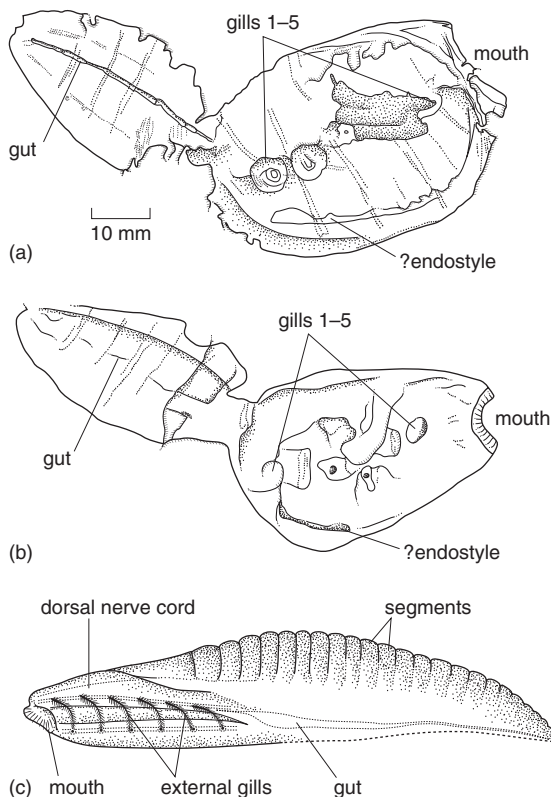 gills 1–5
mouth
gut
10 mm
?endostyle
(a)
gills 1–5
mouth
gut
?endostyle
(b)
dorsal nerve cord
segments
mouth
external gills
gut
(c)